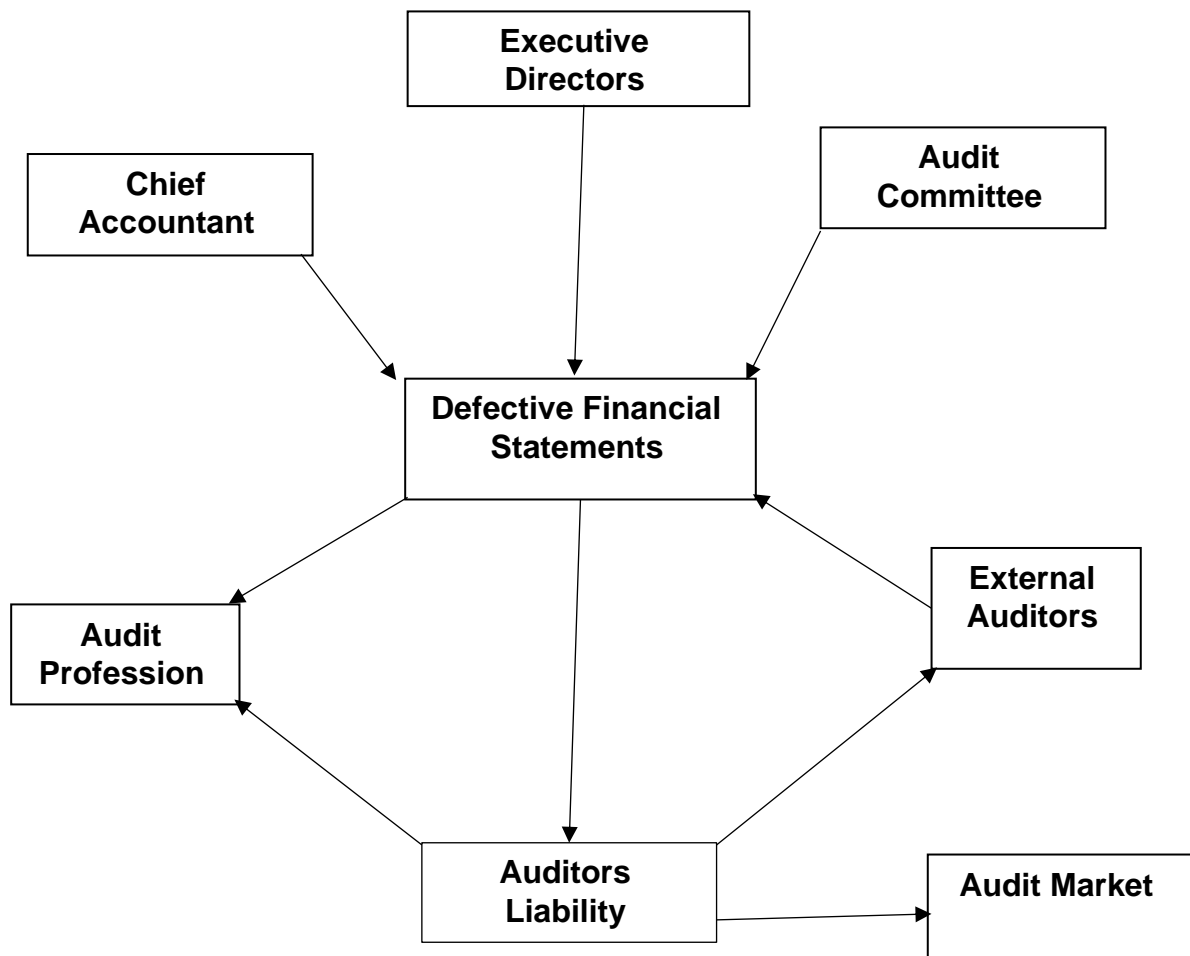 Executive
Directors
Chief
Accountant
Audit
Committee
Defective Financial
Statements
External
Auditors
Audit
Profession
Auditors
Liability
Audit Market